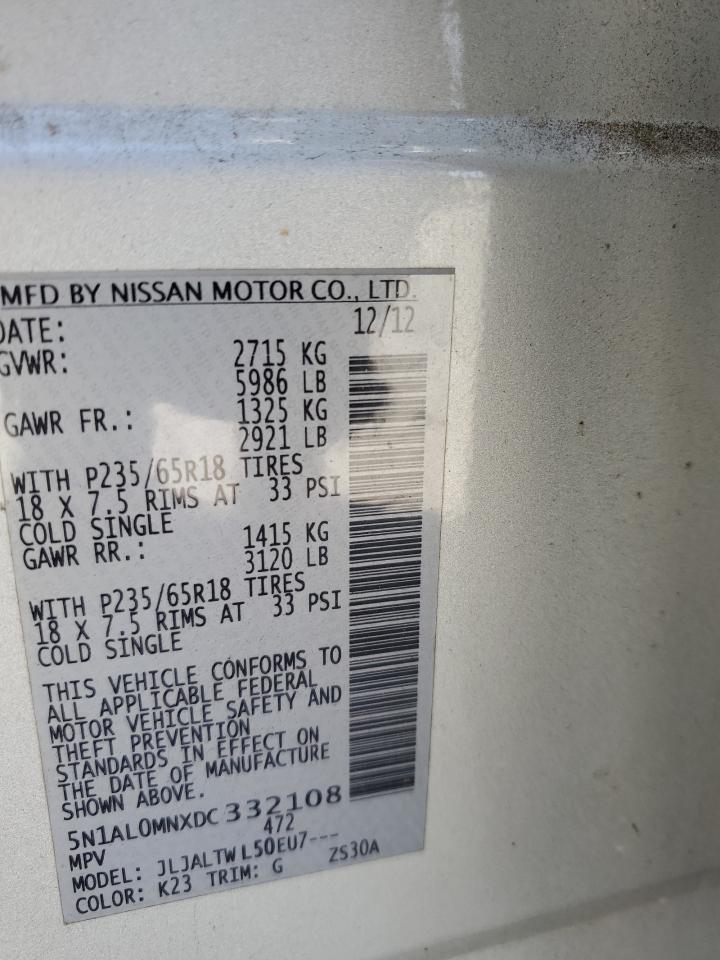 MFD BY NISSAN MOTOR CO., LTD.
DATE: 12/12
GVWR: 2715 KG
5986 LB
GAWR FR.: 1325 KG
2921 LB
WITH P235/65R18 TIRES
18 X 7.5 RIMS AT 33 PSI
COLD SINGLE
GAWR RR.: 1415 KG
3120 LB
WITH P235/65R18 TIRES
18 X 7.5 RIMS AT 33 PSI
COLD SINGLE
THIS VEHICLE CONFORMS TO
ALL APPLICABLE FEDERAL
MOTOR VEHICLE SAFETY AND
THEFT PREVENTION
STANDARDS IN EFFECT ON
THE DATE OF MANUFACTURE
SHOWN ABOVE.
5N1AL0MNXDC332108
MPV 472
MODEL: JLJALTWL50EU7---
COLOR: K23 TRIM: G ZS30A